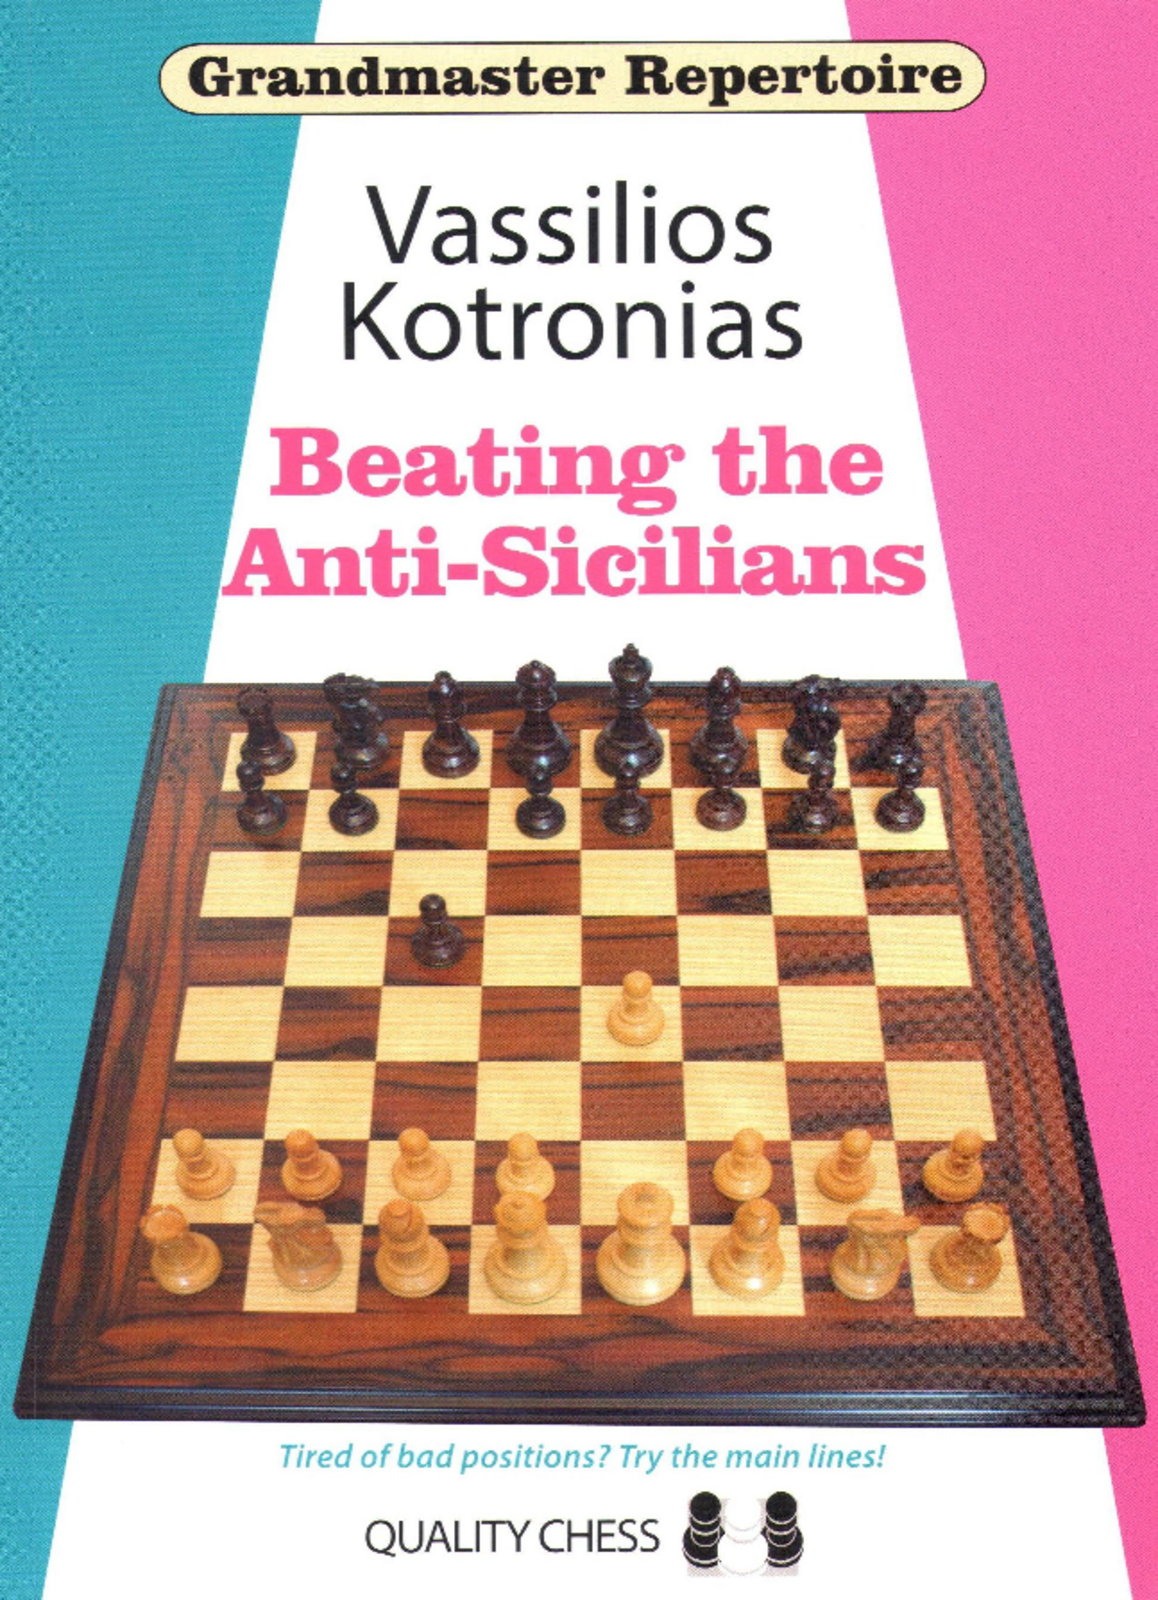 Grandmaster Repertoire
Vassilios
Kotronias
Beating the
Anti-Sicilians
Tired of bad positions? Try the main lines!
QUALITY CHESS